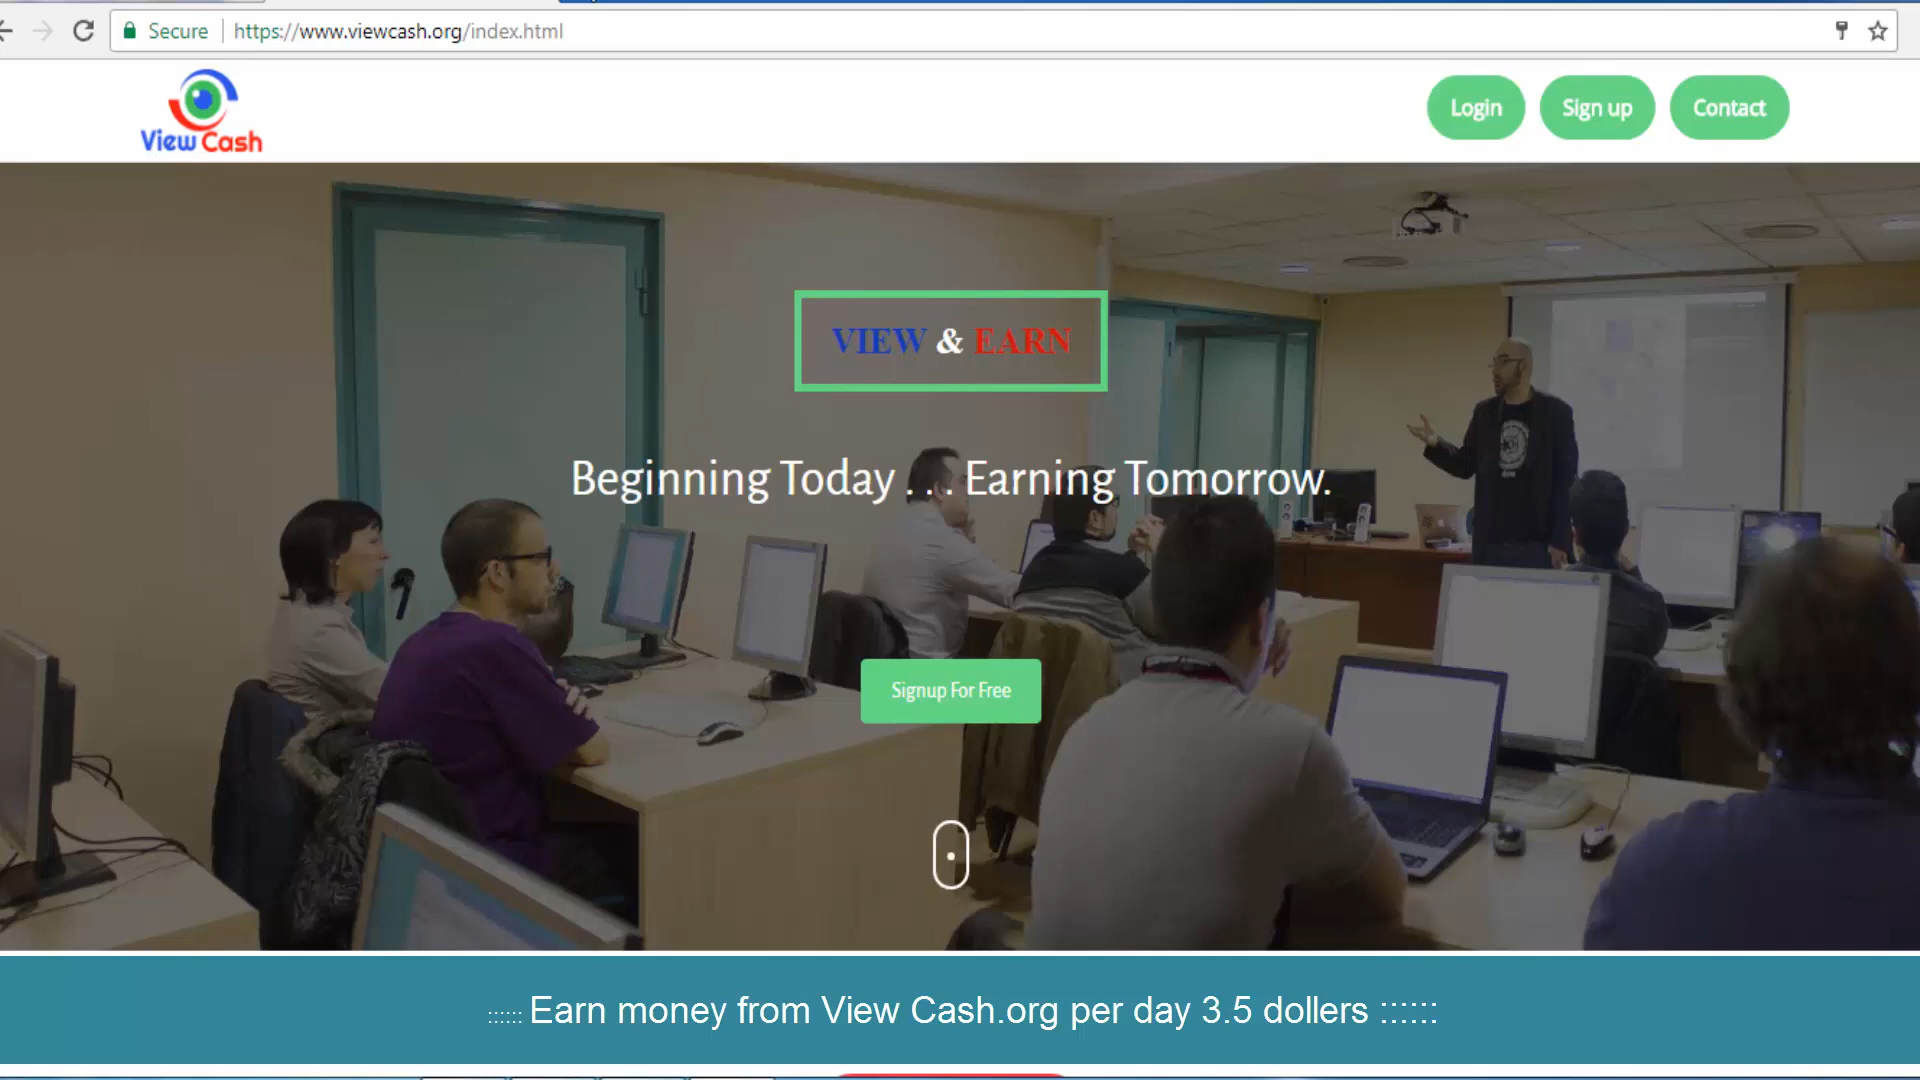 Secure https://www.viewcash.org/index.html
View Cash
Login
Sign up
Contact
VIEW & EARN
Beginning Today . . . Earning Tomorrow.
Signup For Free
:::::: Earn money from View Cash.org per day 3.5 dollers ::::::